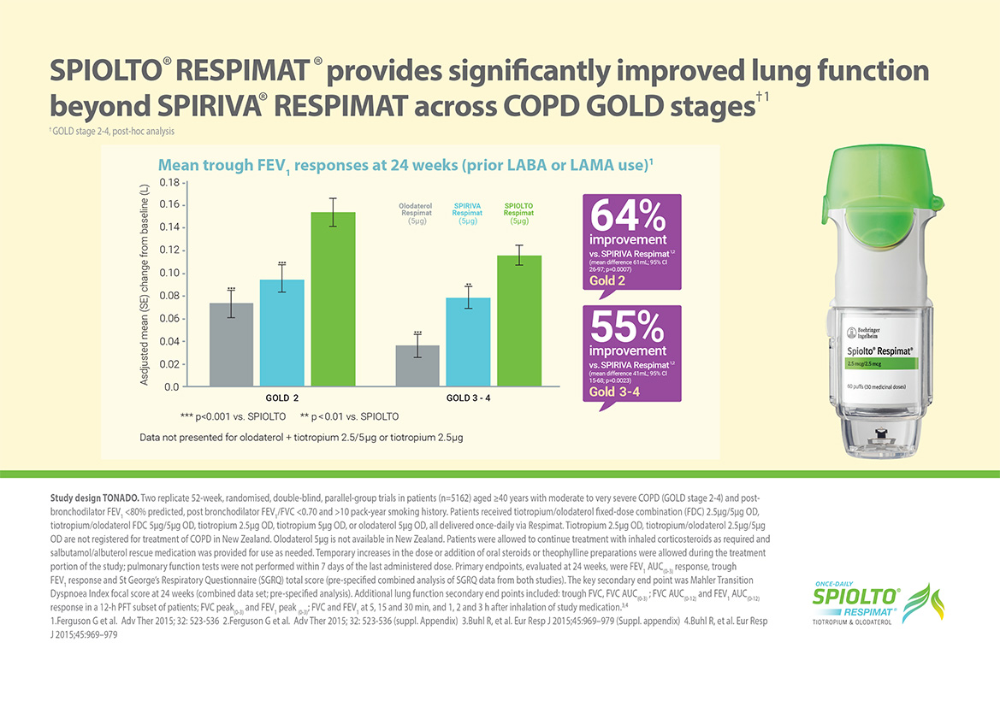 SPIOLTO® RESPIMAT® provides significantly improved lung function
beyond SPIRIVA® RESPIMAT across COPD GOLD stages†1
†GOLD stage 2-4, post-hoc analysis
Mean trough FEV1 responses at 24 weeks (prior LABA or LAMA use)1
Asdjusted mean (SE) change from baseline (L)
0.18
0.16
0.14
0.12
0.10
0.08
0.06
0.04
0.02
0.0
***
***
***
**
Olodaterol
Respimat
(5µg)
SPIRIVA
Respimat
(5µg)
SPIOLTO
Respimat
(5µg)
GOLD 2
GOLD 3 - 4
*** p<0.001 vs. SPIOLTO ** p<0.01 vs. SPIOLTO
Data not presented for olodaterol + tiotropium 2.5/5µg or tiotropium 2.5µg
64%
improvement
vs. SPIRIVA Respimat1,2
(mean difference 61mL; 95% CI
26-97; p=0.0007)
Gold 2
55%
improvement
vs. SPIRIVA Respimat1,2
(mean difference 41mL; 95% CI
15-68; p=0.0023)
Gold 3-4
Boehringer
Ingelheim
Spiolto® Respimat®
2.5 mcg/2.5 mcg
60 puffs (30 medicinal doses)
Study design TONADO. Two replicate 52-week, randomised, double-blind, parallel-group trials in patients (n=5162) aged ≥40 years with moderate to very severe COPD (GOLD stage 2-4) and post-
bronchodilator FEV1 <80% predicted, post bronchodilator FEV1/FVC <0.70 and >10 pack-year smoking history. Patients received tiotropium/olodaterol fixed-dose combination (FDC) 2.5µg/5µg OD,
tiotropium/olodaterol FDC 5µg/5µg OD, tiotropium 2.5µg OD, tiotropium 5µg OD, or olodaterol 5µg OD, all delivered once-daily via Respimat. Tiotropium 2.5µg OD, tiotropium/olodaterol 2.5µg/5µg
OD are not registered for treatment of COPD in New Zealand. Olodaterol 5µg is not available in New Zealand. Patients were allowed to continue treatment with inhaled corticosteroids as required and
salbutamol/albuterol rescue medication was provided for use as needed. Temporary increases in the dose or addition of oral steroids or theophylline preparations were allowed during the treatment
portion of the study; pulmonary function tests were not performed within 7 days of the last administered dose. Primary endpoints, evaluated at 24 weeks, were FEV1 AUC(0-3) response, trough
FEV1 response and St George's Respiratory Questionnaire (SGRQ) total score (pre-specified combined analysis of SGRQ data from both studies). The key secondary end point was Mahler Transition
Dyspnoea Index focal score at 24 weeks (combined data set; pre-specified analysis). Additional lung function secondary end points included: trough FVC, FVC AUC(0-3) ; FVC AUC(0-12) and FEV1 AUC(0-12)
response in a 12-h PFT subset of patients; FVC peak(0-3) and FEV1 peak (0-3); FVC and FEV1 at 5, 15 and 30 min, and 1, 2 and 3 h after inhalation of study medication.3,4
1.Ferguson G et al. Adv Ther 2015; 32: 523-536 2.Ferguson G et al. Adv Ther 2015; 32: 523-536 (suppl. Appendix) 3.Buhl R, et al. Eur Resp J 2015;45:969–979 (Suppl. appendix) 4.Buhl R, et al. Eur Resp
J 2015;45:969–979
ONCE-DAILY
SPIOLTO®
RESPIMAT®
TIOTROPIUM & OLODATEROL